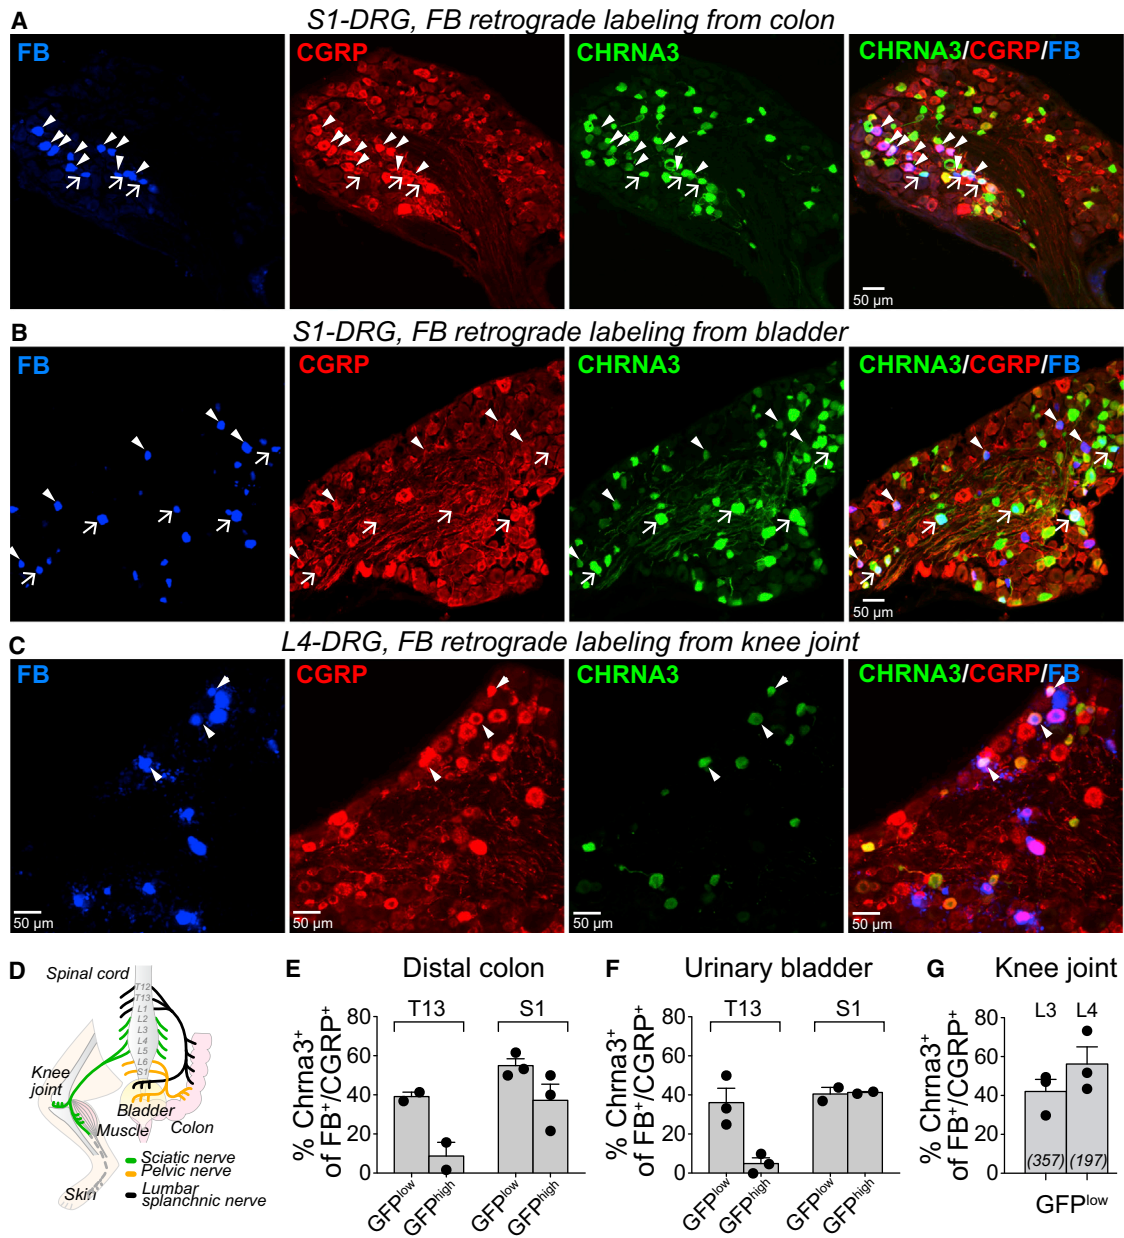 A S1-DRG, FB retrograde labeling from colon
FB CGRP CHRNA3 CHRNA3/CGRP/FB
50 µm
B S1-DRG, FB retrograde labeling from bladder
FB CGRP CHRNA3 CHRNA3/CGRP/FB
50 µm
C L4-DRG, FB retrograde labeling from knee joint
FB CGRP CHRNA3 CHRNA3/CGRP/FB
50 µm 50 µm 50 µm 50 µm
D
Spinal cord
T12
T13
L1
L2
L3
L4
L5
L6
S1
Knee
joint
Bladder
Muscle
Colon
Skin
Sciatic nerve
Pelvic nerve
Lumbar
splanchnic nerve
E Distal colon
T13 S1
% Chrna3⁺
of FB⁺/CGRP⁺
80
60
40
20
0
GFPˡᵒʷ GFPʰⁱᵍʰ GFPˡᵒʷ GFPʰⁱᵍʰ
F Urinary bladder
T13 S1
% Chrna3⁺
of FB⁺/CGRP⁺
80
60
40
20
0
GFPˡᵒʷ GFPʰⁱᵍʰ GFPˡᵒʷ GFPʰⁱᵍʰ
G Knee joint
L3 L4
% Chrna3⁺
of FB⁺/CGRP⁺
80
60
40
20
0
(357) (197)
GFPˡᵒʷ